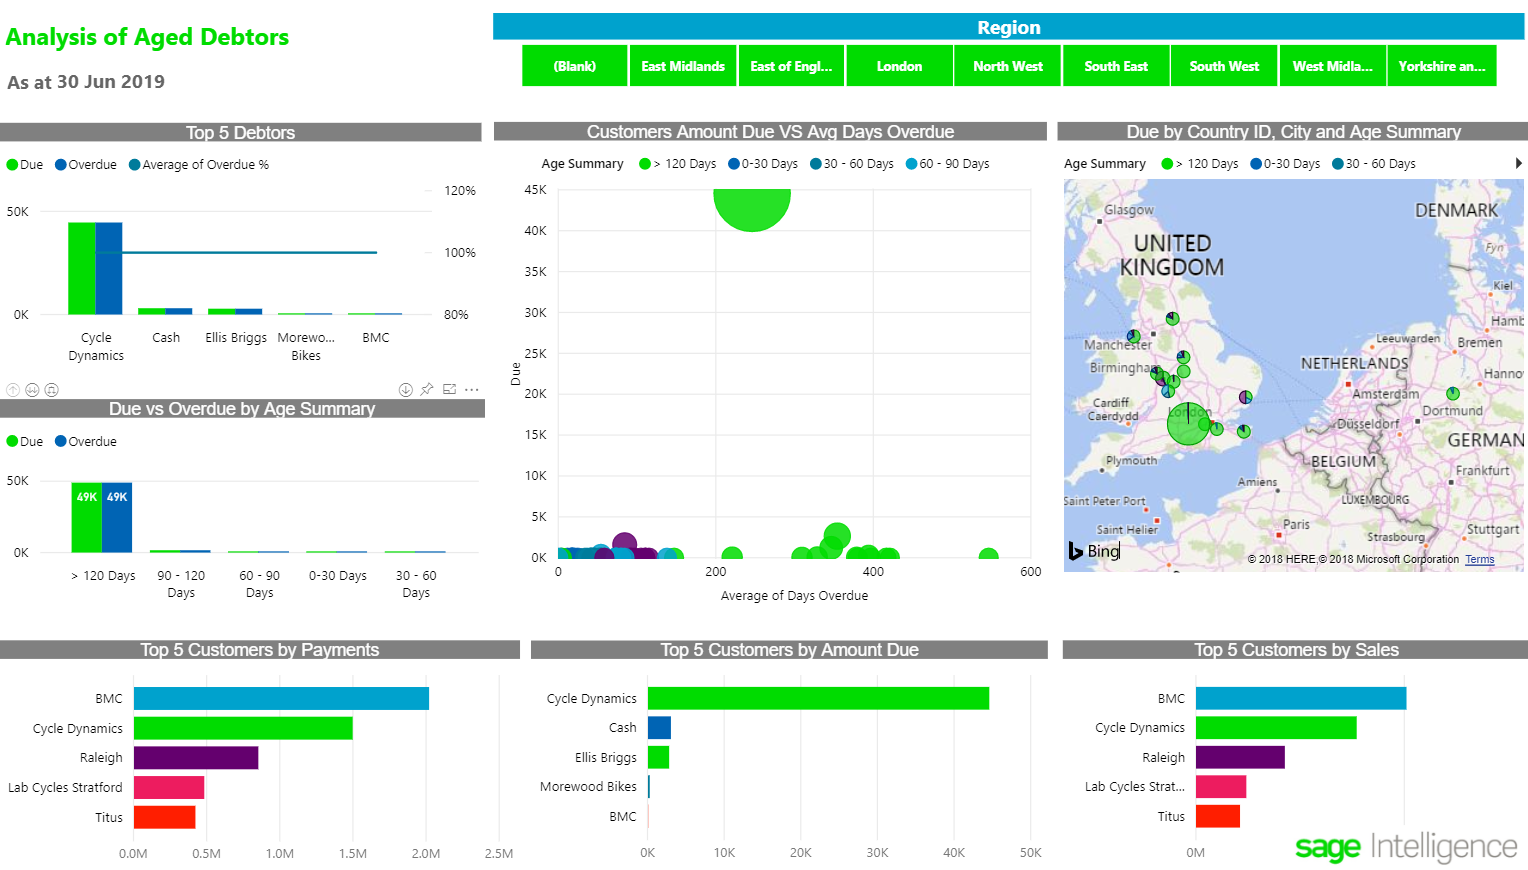 Analysis of Aged Debtors
As at 30 Jun 2019
Region
(Blank)
East Midlands
East of Engl...
London
North West
South East
South West
West Midla...
Yorkshire an...
Top 5 Debtors
Due Overdue Average of Overdue %
120%
50K
100%
0K
80%
Cycle Dynamics
Cash
Ellis Briggs
Morewo... Bikes
BMC
Due vs Overdue by Age Summary
Due Overdue
50K
49K 49K
0K
> 120 Days
90 - 120 Days
60 - 90 Days
0-30 Days
30 - 60 Days
Customers Amount Due VS Avg Days Overdue
Age Summary > 120 Days 0-30 Days 30 - 60 Days 60 - 90 Days
45K
40K
35K
30K
25K
20K
15K
10K
5K
0K
Due
0 200 400 600
Average of Days Overdue
Due by Country ID, City and Age Summary
Age Summary > 120 Days 0-30 Days 30 - 60 Days
Glasgow
DENMARK
UNITED KINGDOM
Fyn
Kiel
Hamb
Manchester
Leeuwarden
Bremen
Birmingham
NETHERLANDS
Hannov
Amsterdam
Cardiff
Caerdydd
London
Dortmund
Düsseldorf
GERMAN
Plymouth
BELGIUM
Frankfurt
Amiens
Saint Peter Port
LUXEMBOURG
Saint Helier
Paris
Stuttgart
Strasbourg
Bing
© 2018 HERE, © 2018 Microsoft Corporation Terms
Top 5 Customers by Payments
BMC
Cycle Dynamics
Raleigh
Lab Cycles Stratford
Titus
0.0M 0.5M 1.0M 1.5M 2.0M 2.5M
Top 5 Customers by Amount Due
Cycle Dynamics
Cash
Ellis Briggs
Morewood Bikes
BMC
0K 10K 20K 30K 40K 50K
Top 5 Customers by Sales
BMC
Cycle Dynamics
Raleigh
Lab Cycles Strat...
Titus
0M
sage Intelligence